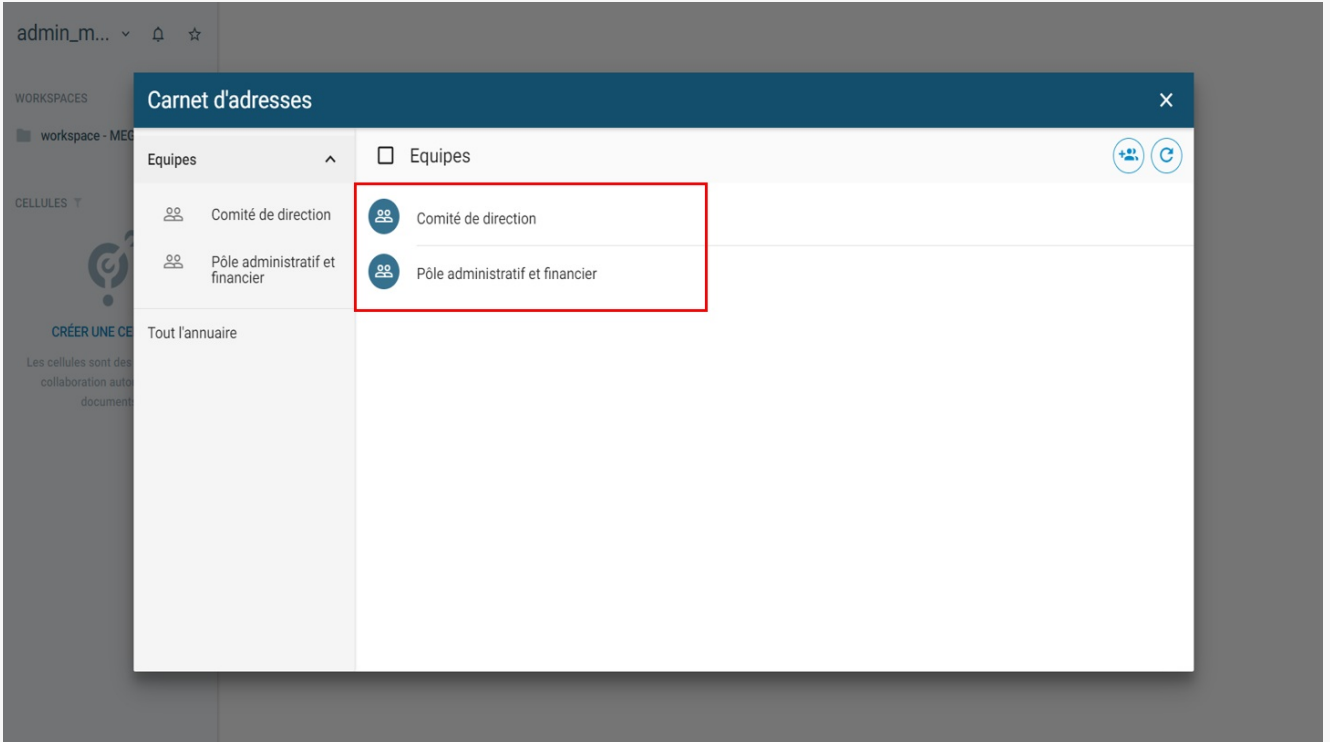 admin_m...
WORKSPACES
workspace - MEG
CELLULES
CRÉER UNE CE
Les cellules sont des
collaboration auto
document
Carnet d'adresses
Equipes
Comité de direction
Pôle administratif et
financier
Tout l'annuaire
Equipes
Comité de direction
Pôle administratif et financier